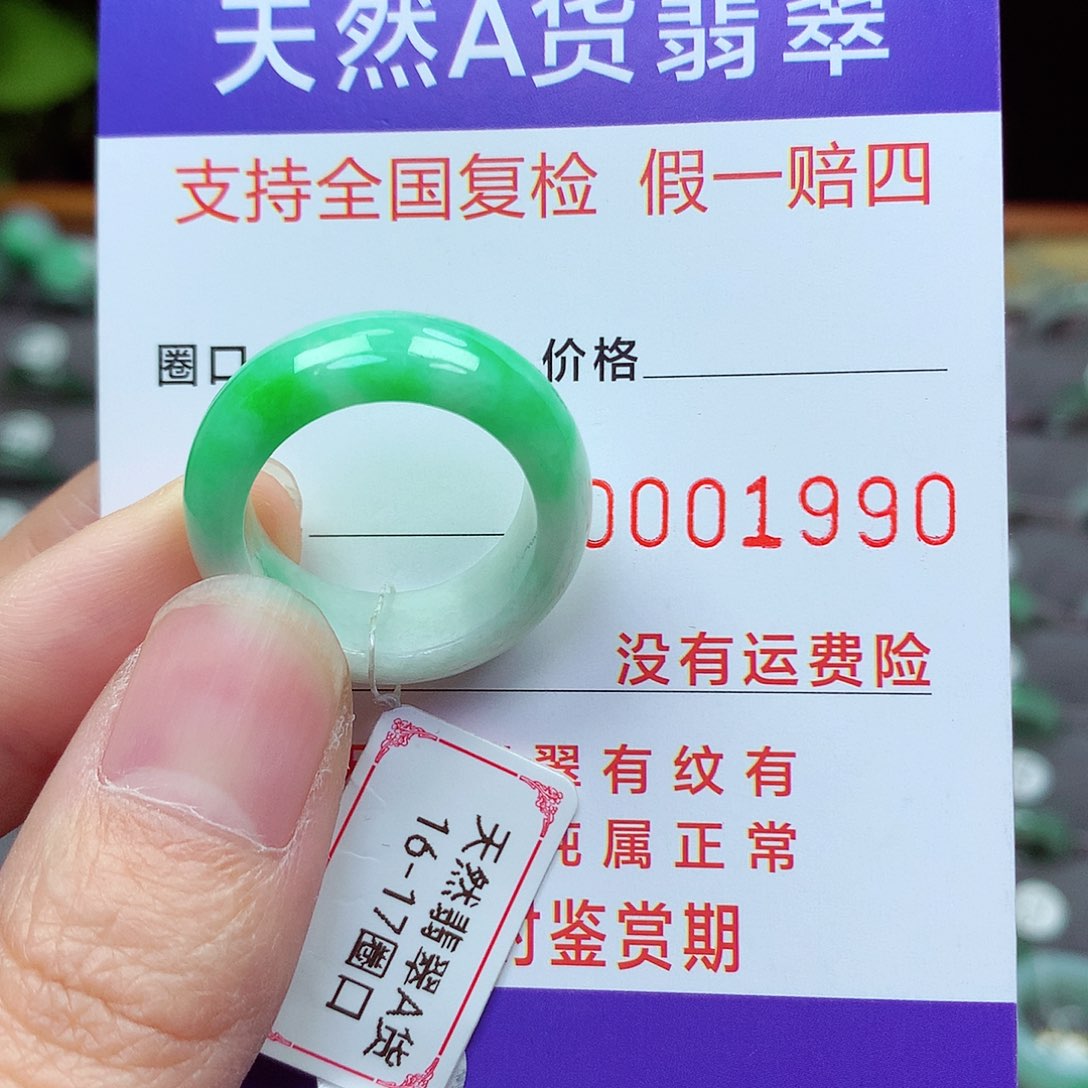 天然A货翡翠
支持全国复检 假一赔四
圈口 价格
0001990
没有运费险
翠有纹有
纯属正常
时鉴赏期
天然翡翠A货
16-17圈口